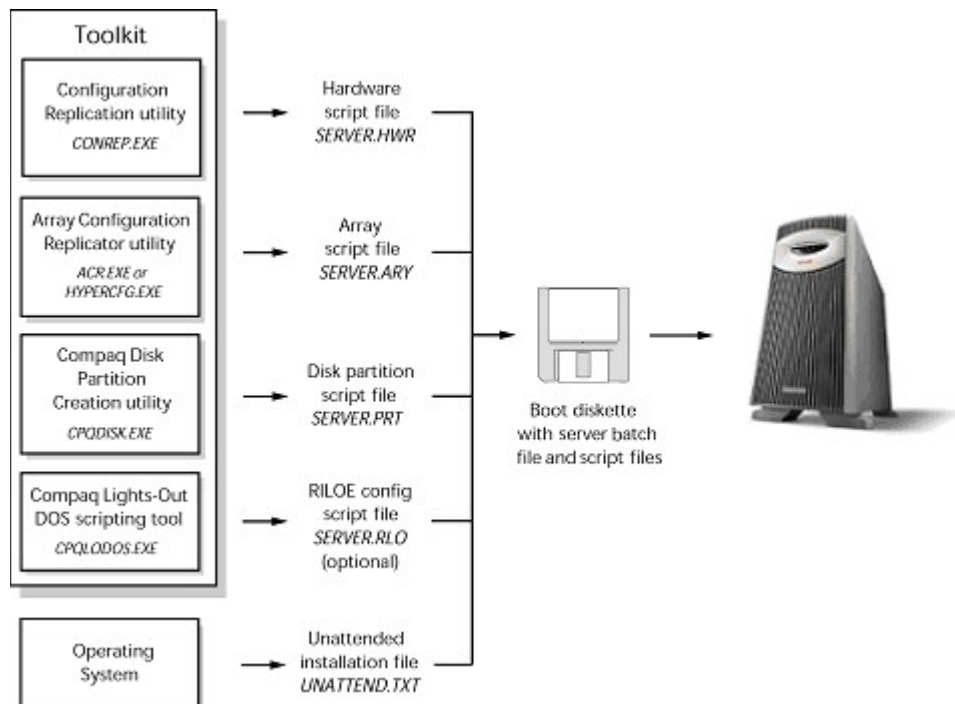 Toolkit
Configuration
Replication utility
CONREP.EXE
Hardware
script file
SERVER.HWR
Array Configuration
Replicator utility
ACR.EXE or
HYPERCFG.EXE
Array
script file
SERVER.ARY
Compaq Disk
Partition
Creation utility
CPQDISK.EXE
Disk partition
script file
SERVER.PRT
Boot diskette
with server batch
file and script files
Compaq Lights-Out
DOS scripting tool
CPQLODOS.EXE
RILOE config
script file
SERVER.RLO
(optional)
Operating
System
Unattended
installation file
UNATTEND.TXT